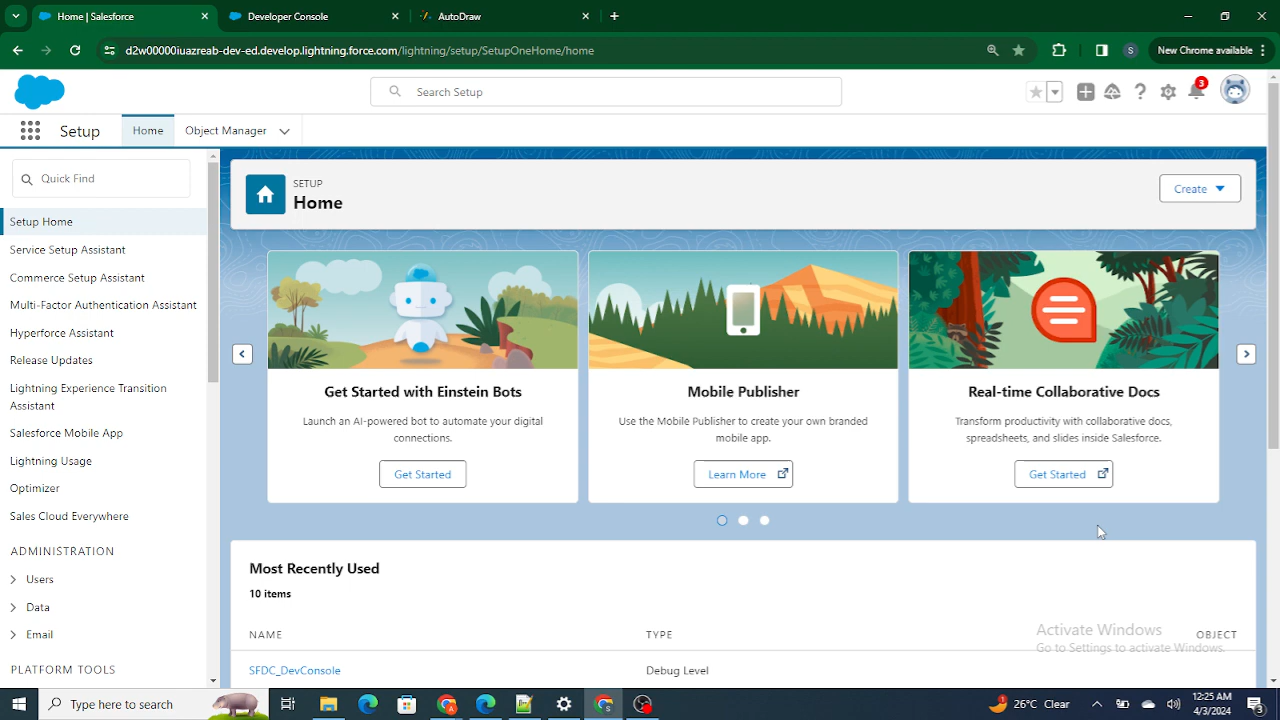 Home | Salesforce
Developer Console
AutoDraw
d2w00000iuazreab-dev-ed.develop.lightning.force.com/lightning/setup/SetupOneHome/home
S
New Chrome available
Search Setup
3
Setup
Home
Object Manager
Quick Find
Setup Home
Service Setup Assistant
Commerce Setup Assistant
Multi-Factor Authentication Assistant
Hyperforce Assistant
Release Updates
Lightning Experience Transition
Assistant
Salesforce Mobile App
Lightning Usage
Optimizer
Sales Cloud Everywhere
ADMINISTRATION
Users
Data
Email
PLATFORM TOOLS
SETUP
Home
Create
Get Started with Einstein Bots
Launch an AI-powered bot to automate your digital
connections.
Get Started
Mobile Publisher
Use the Mobile Publisher to create your own branded
mobile app.
Learn More
Real-time Collaborative Docs
Transform productivity with collaborative docs,
spreadsheets, and slides inside Salesforce.
Get Started
Most Recently Used
10 items
NAME
TYPE
OBJECT
SFDC_DevConsole
Debug Level
Activate Windows
Go to Settings to activate Windows.
Type here to search
1
26°C Clear
12:25 AM
4/3/2024
3